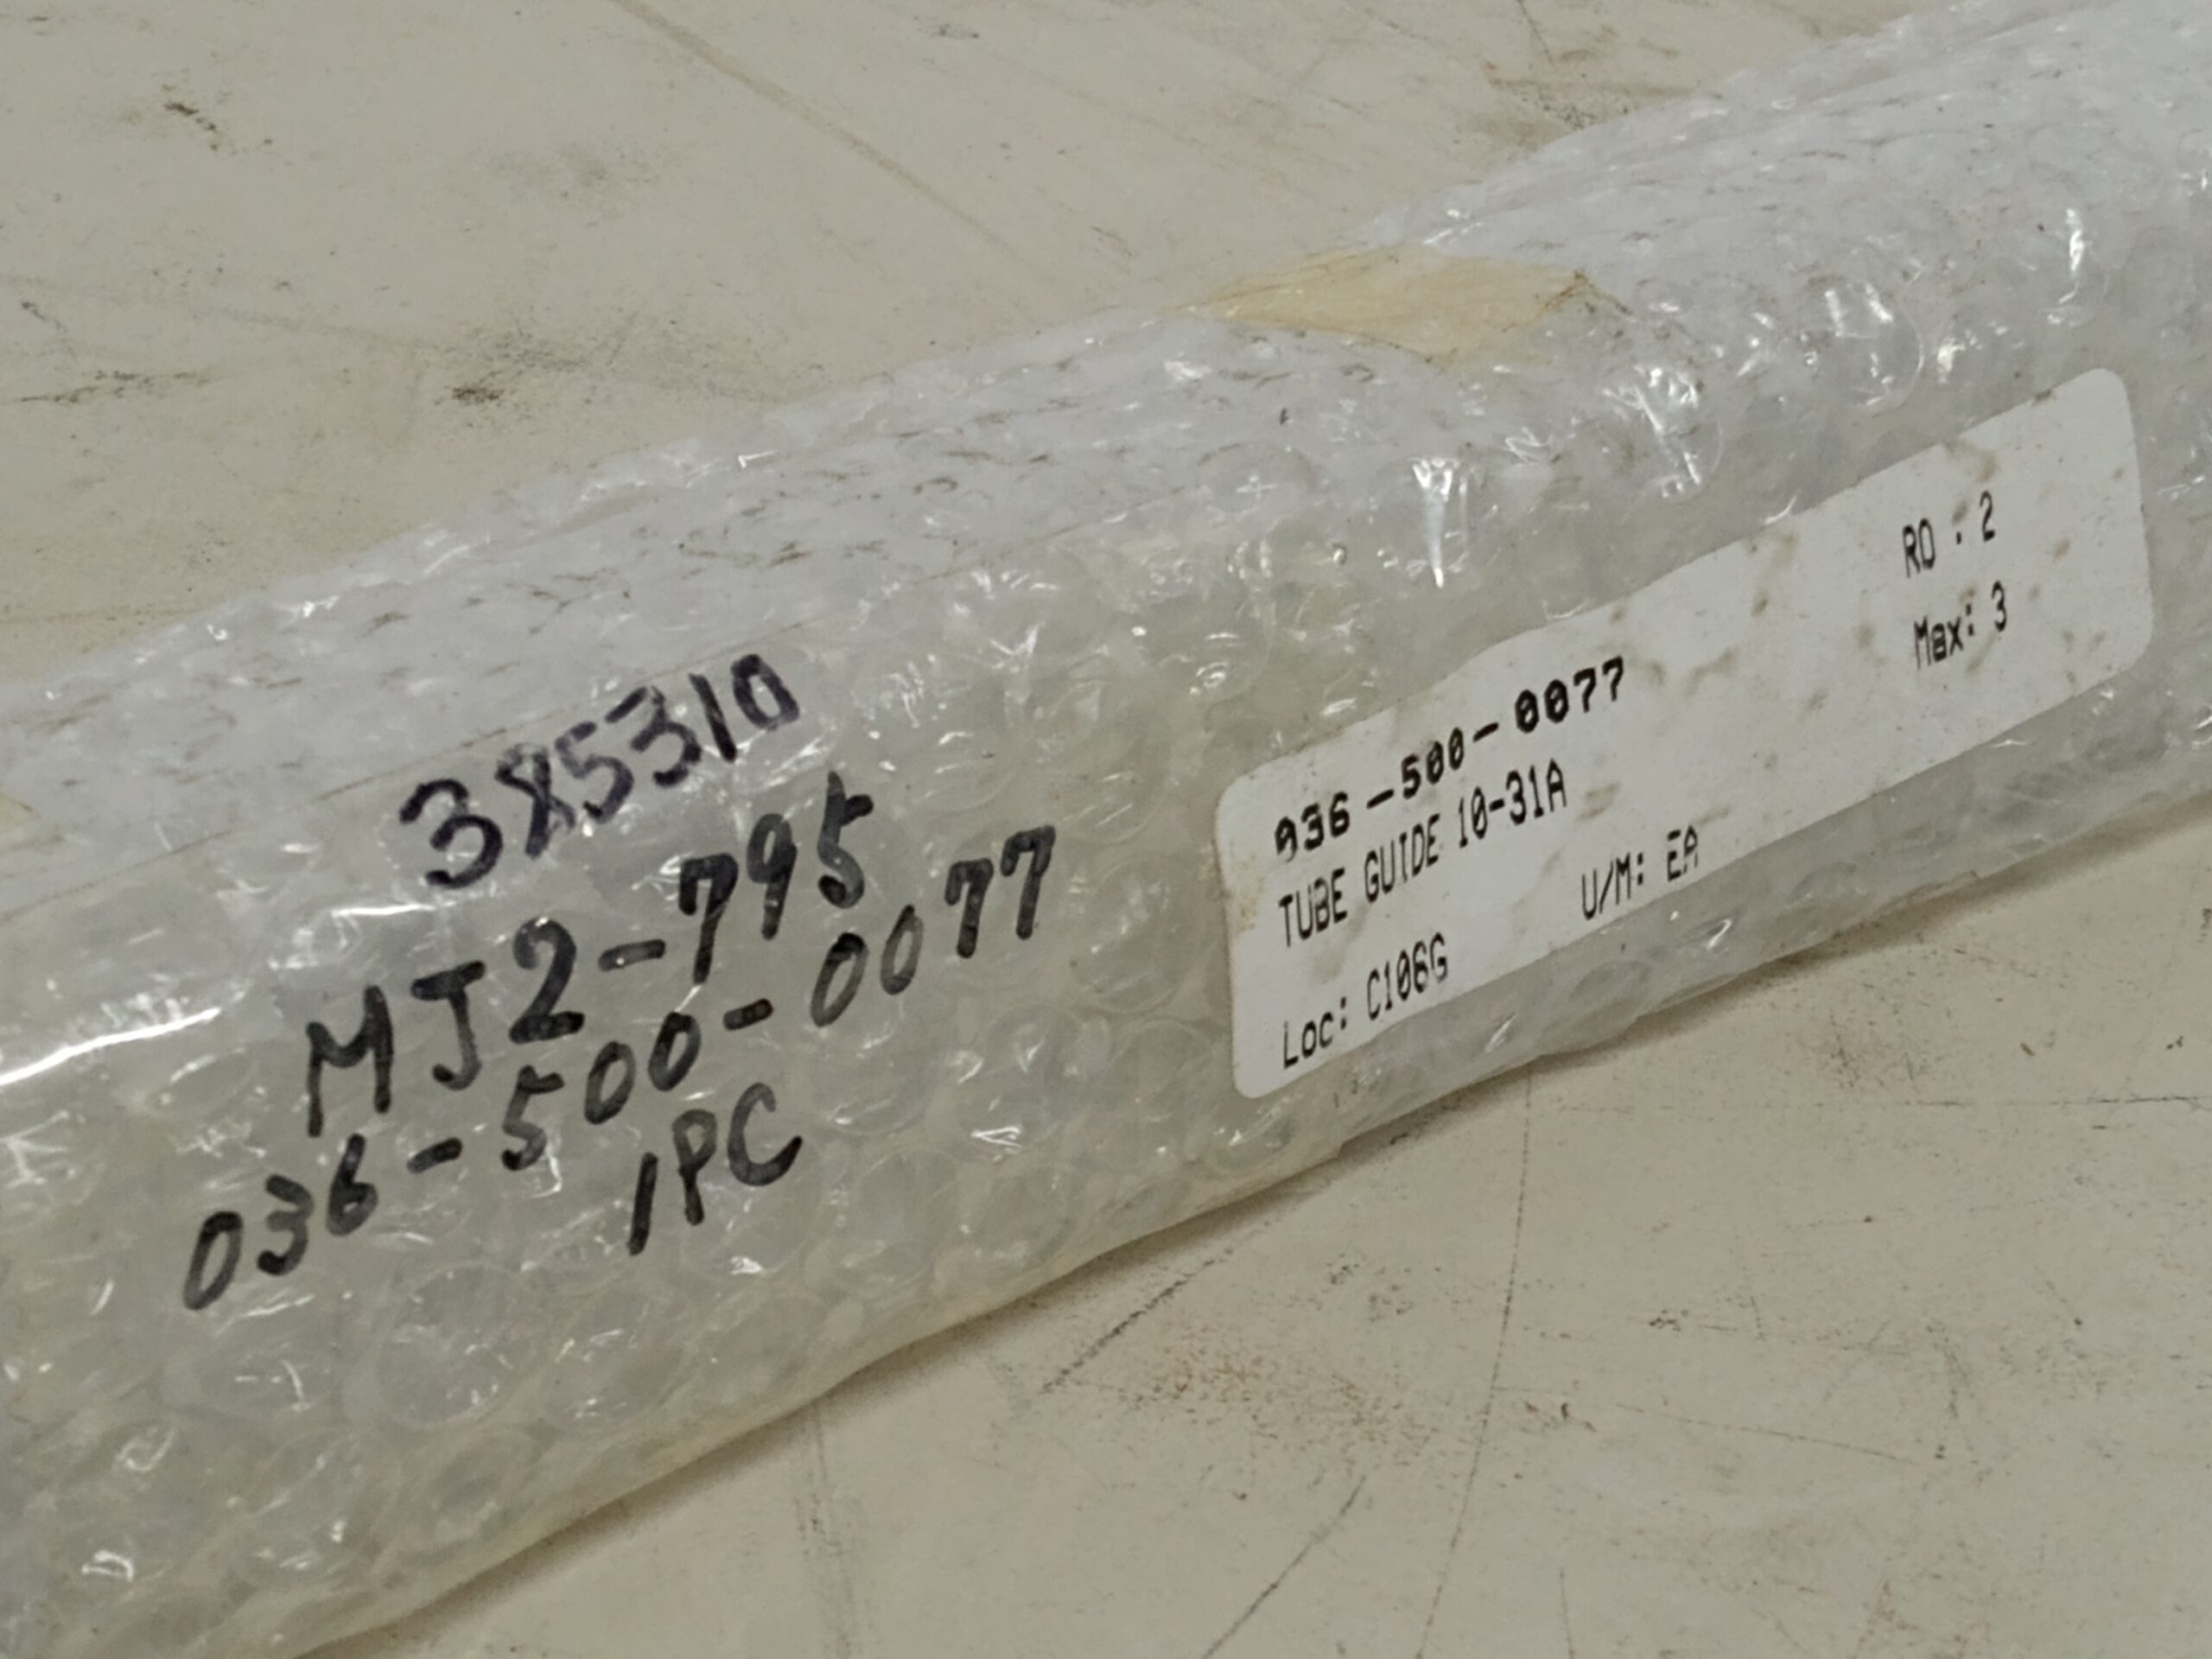 385310
MJ2-795
036-500-0077
1PC
036-500-0077
TUBE GUIDE 10-31A
Loc: C106G
U/M: EA
RO : 2
Max: 3